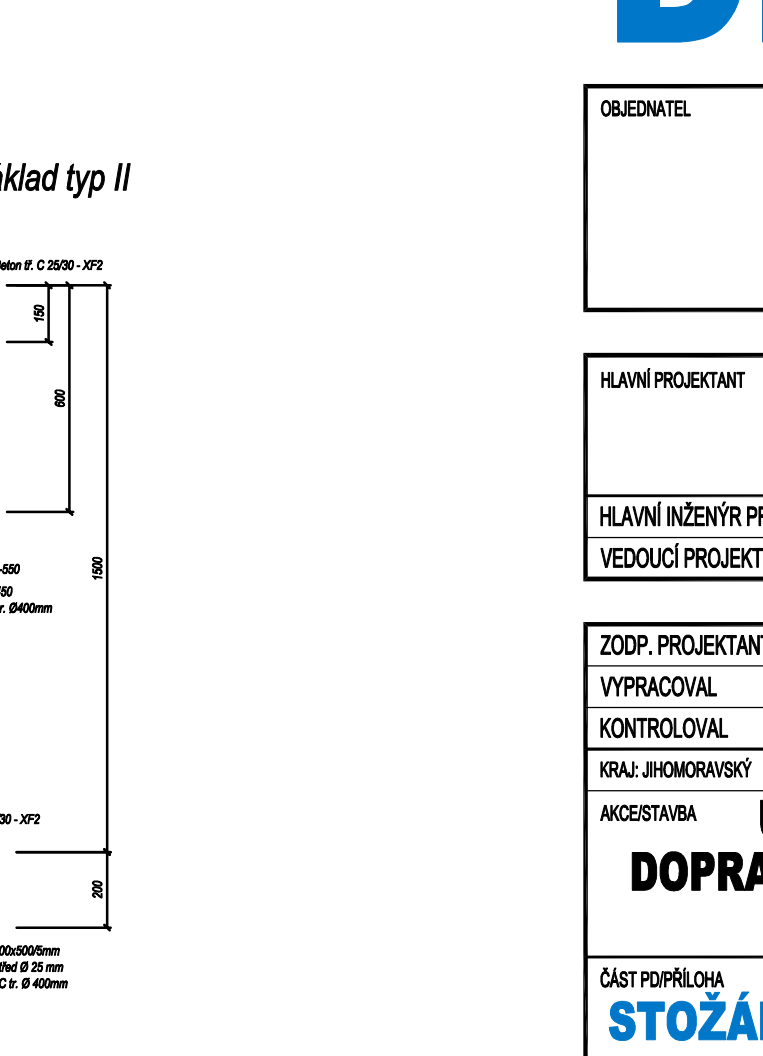 OBJEDNATEL
áklad typ II
Beton tř. C 25/30 - XF2
150
600
1500
-550
50
r. Ø400mm
30 - XF2
200
00x500/5mm
třed Ø 25 mm
C tr. Ø 400mm
HLAVNÍ PROJEKTANT
HLAVNÍ INŽENÝR PR
VEDOUCÍ PROJEKT
ZODP. PROJEKTANT
VYPRACOVAL
KONTROLOVAL
KRAJ: JIHOMORAVSKÝ
AKCE/STAVBA
DOPRA
ČÁST PD/PŘÍLOHA
STOŽÁ